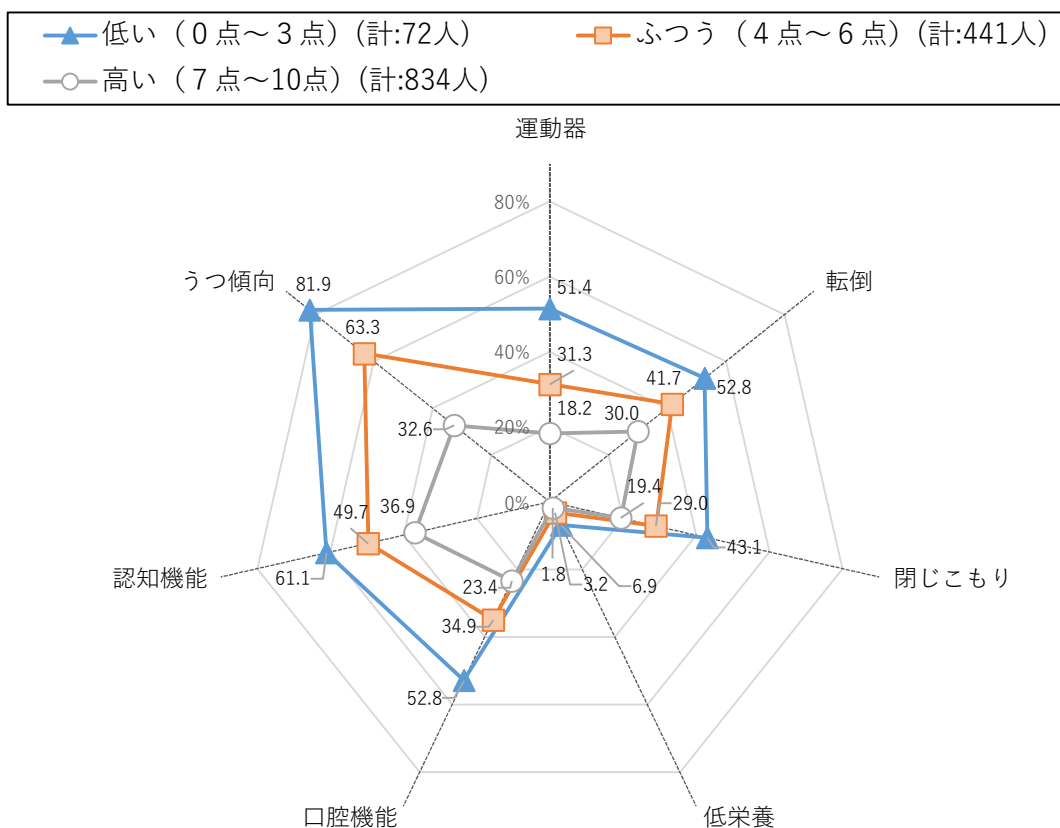 低い（０点～３点）(計:72人)
ふつう（４点～６点）(計:441人)
高い（７点～10点）(計:834人)
運動器
80%
うつ傾向
転倒
81.9
60%
51.4
63.3
40%
31.3
41.7
52.8
18.2
30.0
32.6
20%
19.4
29.0
36.9
49.7
0%
43.1
認知機能
61.1
閉じこもり
23.4
1.8
3.2
6.9
34.9
52.8
口腔機能
低栄養